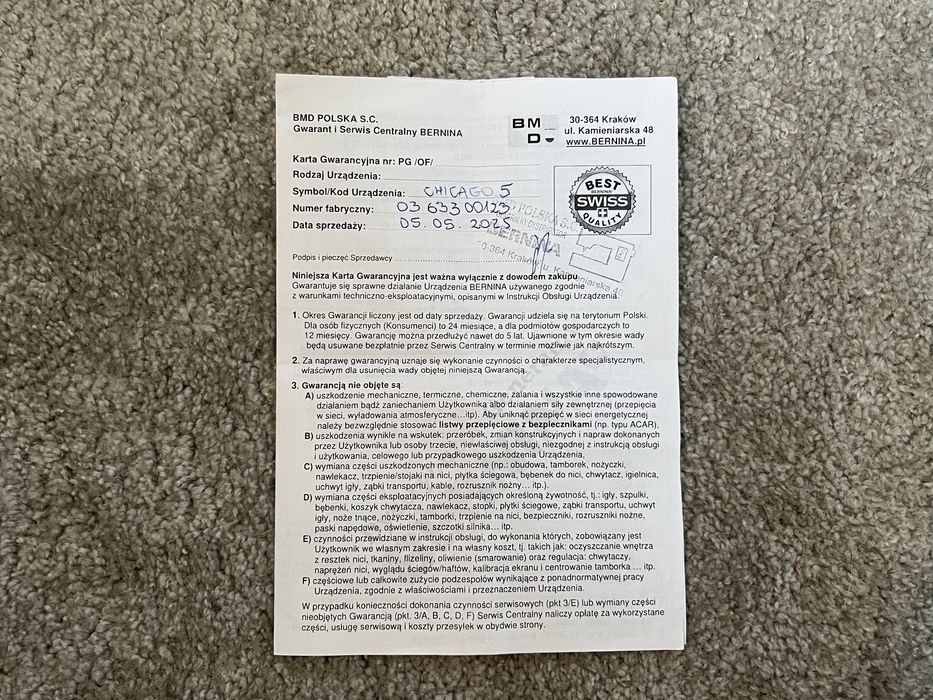 BMD POLSKA S.C.
Gwarant i Serwis Centralny BERNINA
BM
D
30-364 Kraków
ul. Kamieniarska 48
www.BERNINA.pl
Karta Gwarancyjna nr: PG /OF/
Rodzaj Urządzenia:
Symbol/Kod Urządzenia: CHICAGO 5
Numer fabryczny: 03 633 00123
Data sprzedaży: 05.05.2023
BEST
BERNINA
SWISS
QUALITY
POLSKA S.C.
BERNINA
0-364 Kraków, u. Kamieniarska 48
Podpis i pieczęć Sprzedawcy
Niniejsza Karta Gwarancyjna jest ważna wyłącznie z dowodem zakupu
Gwarantuje się sprawne działanie Urządzenia BERNINA używanego zgodnie
z warunkami techniczno-eksploatacyjnymi, opisanymi w Instrukcji Obsługi Urządzenia.
1. Okres Gwarancji liczony jest od daty sprzedaży. Gwarancji udziela się na terytorium Polski.
Dla osób fizycznych (Konsumenci) to 24 miesiące, a dla podmiotów gospodarczych to
12 miesięcy. Gwarancję można przedłużyć nawet do 5 lat. Ujawnione w tym okresie wady
będą usuwane bezpłatnie przez Serwis Centralny w terminie możliwie jak najkrótszym.
2. Za naprawę gwarancyjną uznaje się wykonanie czynności o charakterze specjalistycznym,
właściwym dla usunięcia wady objętej niniejszą Gwarancją.
3. Gwarancją nie objęte są:
A) uszkodzenie mechaniczne, termiczne, chemiczne, zalania i wszystkie inne spowodowane
działaniem bądź zaniechaniem Użytkownika albo działaniem siły zewnętrznej (przepięcia
w sieci, wyładowania atmosferyczne…itp). Aby uniknąć przepięć w sieci energetycznej
należy bezwzględnie stosować listwy przepięciowe z bezpiecznikami (np. typu ACAR),
B) uszkodzenia wynikłe na wskutek: przeróbek, zmian konstrukcyjnych i napraw dokonanych
przez Użytkownika lub osoby trzecie, niewłaściwej obsługi, niezgodnej z instrukcją obsługi
i użytkowania, celowego lub przypadkowego uszkodzenia Urządzenia,
C) wymiana części uszkodzonych mechanicznie (np.: obudowa, tamborek, nożyczki,
nawlekacz, trzpienie/stojaki na nici, płytka ściegowa, bębenek do nici, chwytacz, igielnica,
uchwyt igły, ząbki transportu, kable, rozrusznik nożny… itp.).
D) wymiana części eksploatacyjnych posiadających określoną żywotność, tj.: igły, szpulki,
bębenki, koszyk chwytacza, nawlekacz, stopki, płytki ściegowe, ząbki transportu, uchwyt
igły, noże tnące, nożyczki, tamborki, trzpienie na nici, bezpieczniki, rozruszniki nożne,
paski napędowe, oświetlenie, szczotki silnika… itp.
E) czynności przewidziane w instrukcji obsługi, do wykonania których, zobowiązany jest
Użytkownik we własnym zakresie i na własny koszt, tj. takich jak: oczyszczanie wnętrza
z resztek nici, tkaniny, flizeliny, oliwienie (smarowanie) oraz regulacja: chwytaczy,
naprężeń nici, wyglądu ściegów/haftów, kalibracja ekranu i centrowanie tamborka … itp.
F) częściowe lub całkowite zużycie podzespołów wynikające z ponadnormatywnej pracy
Urządzenia, zgodnie z właściwościami i przeznaczeniem Urządzenia.
W przypadku konieczności dokonania czynności serwisowych (pkt 3/E) lub wymiany części
nieobjętych Gwarancją (pkt. 3/A, B, C, D, F) Serwis Centralny naliczy opłatę za wykorzystane
części, usługę serwisową i koszty przesyłek w obydwie strony.